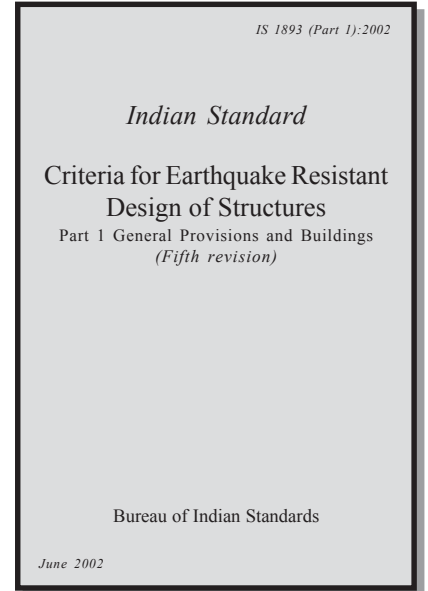 IS 1893 (Part 1):2002
Indian Standard
Criteria for Earthquake Resistant
Design of Structures
Part 1 General Provisions and Buildings
(Fifth revision)
Bureau of Indian Standards
June 2002